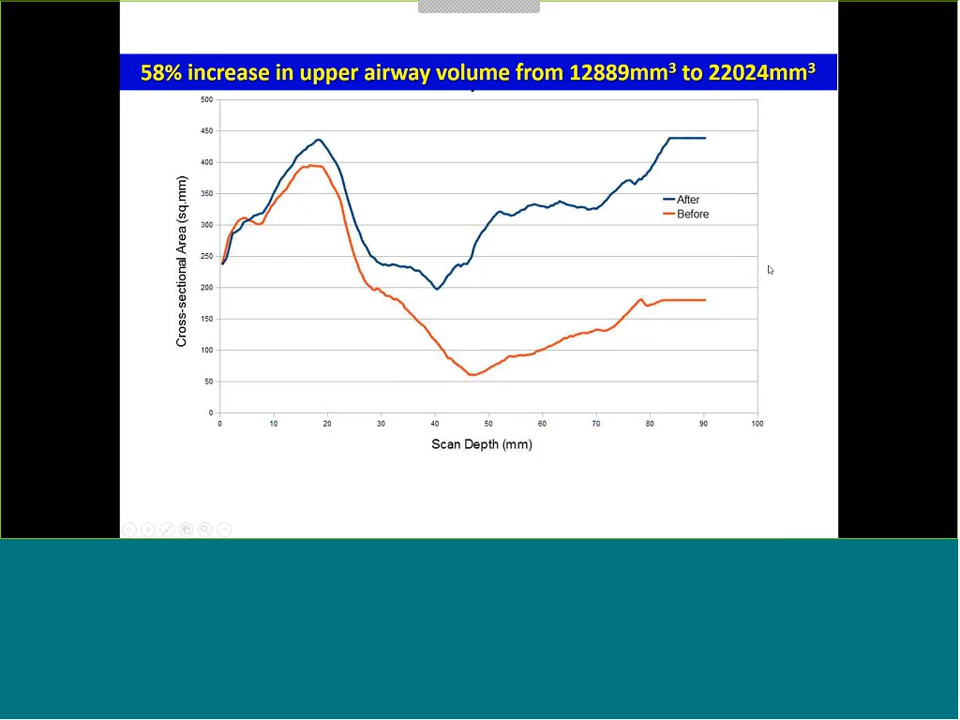 58% increase in upper airway volume from 12889mm³ to 22024mm³
500
450
400
350
300
250
200
150
100
50
0
Cross-sectional Area (sq.mm)
After
Before
0 10 20 30 40 50 60 70 80 90 100
Scan Depth (mm)